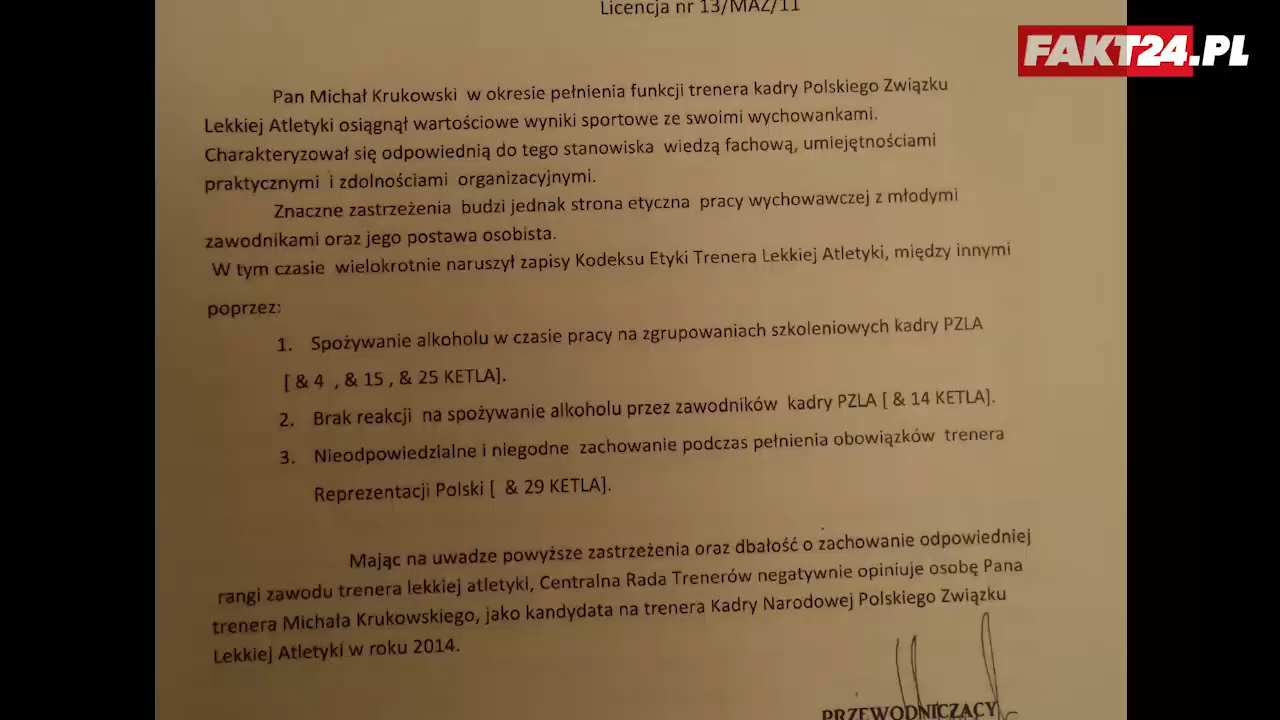 Licencja nr 13/MAZ/11
FAKT24.PL
Pan Michał Krukowski w okresie pełnienia funkcji trenera kadry Polskiego Związku
Lekkiej Atletyki osiągnął wartościowe wyniki sportowe ze swoimi wychowankami.
Charakteryzował się odpowiednią do tego stanowiska wiedzą fachową, umiejętnościami
praktycznymi i zdolnościami organizacyjnymi.
Znaczne zastrzeżenia budzi jednak strona etyczna pracy wychowawczej z młodymi
zawodnikami oraz jego postawa osobista.
W tym czasie wielokrotnie naruszył zapisy Kodeksu Etyki Trenera Lekkiej Atletyki, między innymi
poprzez:
1. Spożywanie alkoholu w czasie pracy na zgrupowaniach szkoleniowych kadry PZLA
[ & 4 , & 15 , & 25 KETLA].
2. Brak reakcji na spożywanie alkoholu przez zawodników kadry PZLA [ & 14 KETLA].
3. Nieodpowiedzialne i niegodne zachowanie podczas pełnienia obowiązków trenera
Reprezentacji Polski [ & 29 KETLA].
Mając na uwadze powyższe zastrzeżenia oraz dbałość o zachowanie odpowiedniej
rangi zawodu trenera lekkiej atletyki, Centralna Rada Trenerów negatywnie opiniuje osobę Pana
trenera Michała Krukowskiego, jako kandydata na trenera Kadry Narodowej Polskiego Związku
Lekkiej Atletyki w roku 2014.
PRZEWODNICZĄCY